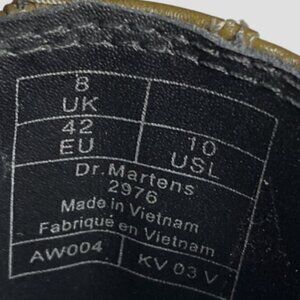 8
UK
42
EU
10
USL
Dr.Martens
2976
Made in Vietnam
Fabriqué en Vietnam
AW004
KV 03 V